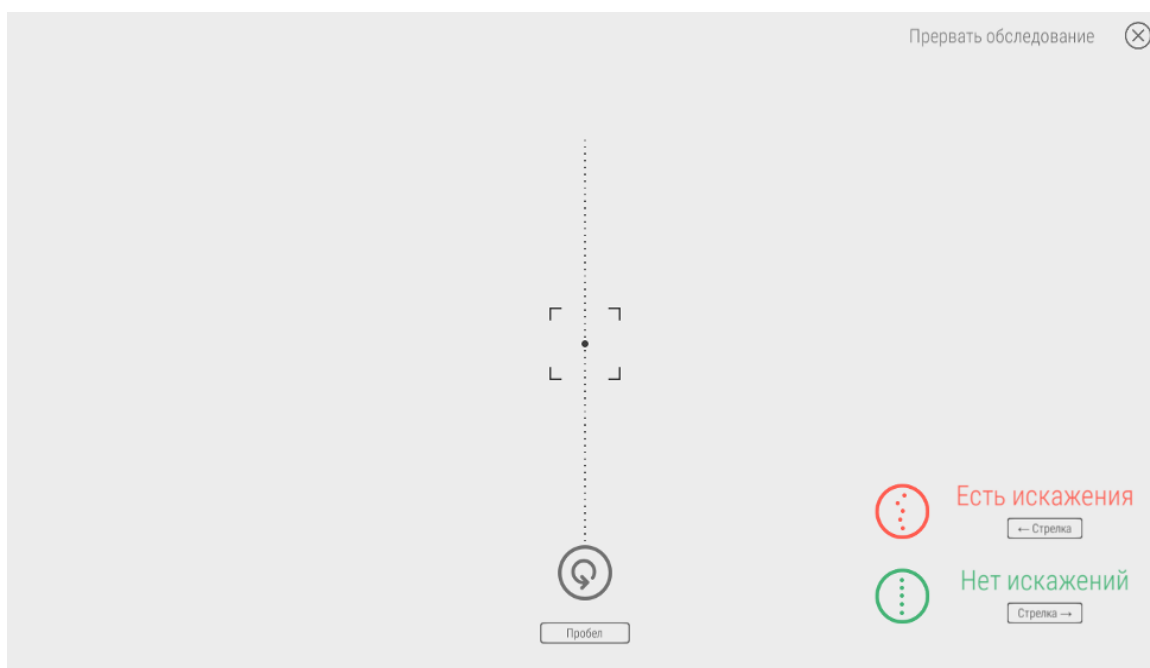 Прервать обследование
Есть искажения
← Стрелка
Нет искажений
Стрелка →
Пробел